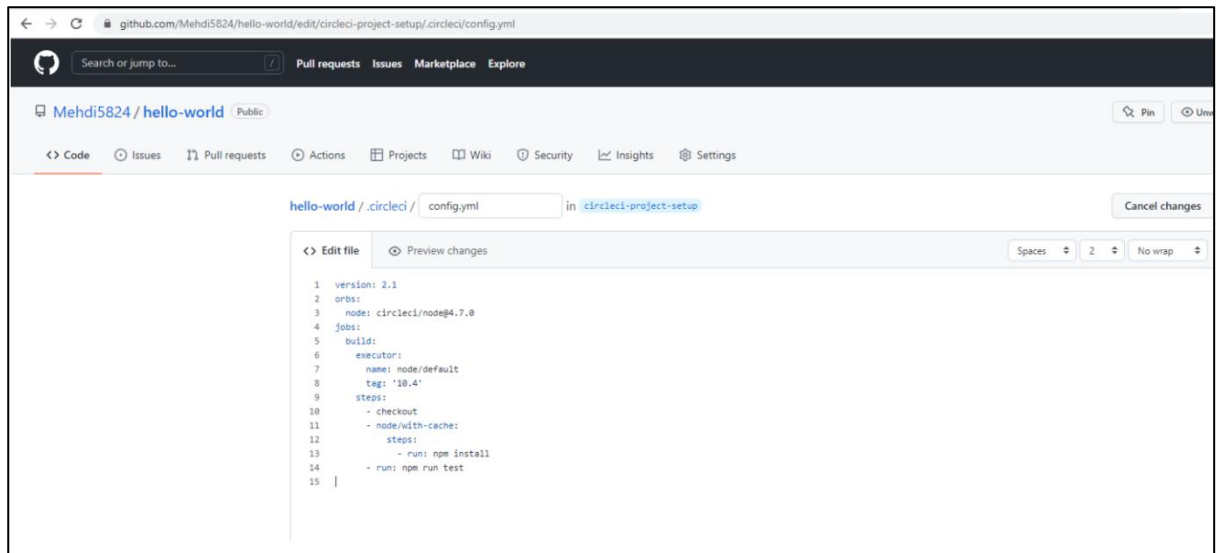 github.com/Mehdi5824/hello-world/edit/circleci-project-setup/.circleci/config.yml
Search or jump to... / Pull requests Issues Marketplace Explore
Mehdi5824 / hello-world Public Pin
<> Code Issues Pull requests Actions Projects Wiki Security Insights Settings
hello-world / .circleci / config.yml in circleci-project-setup Cancel changes
<> Edit file Preview changes Spaces 2 No wrap
1 version: 2.1
2 orbs:
3   node: circleci/node@4.7.0
4 jobs:
5   build:
6     executor:
7       name: node/default
8       tag: '10.4'
9     steps:
10       - checkout
11       - node/with-cache:
12           steps:
13             - run: npm install
14       - run: npm run test
15